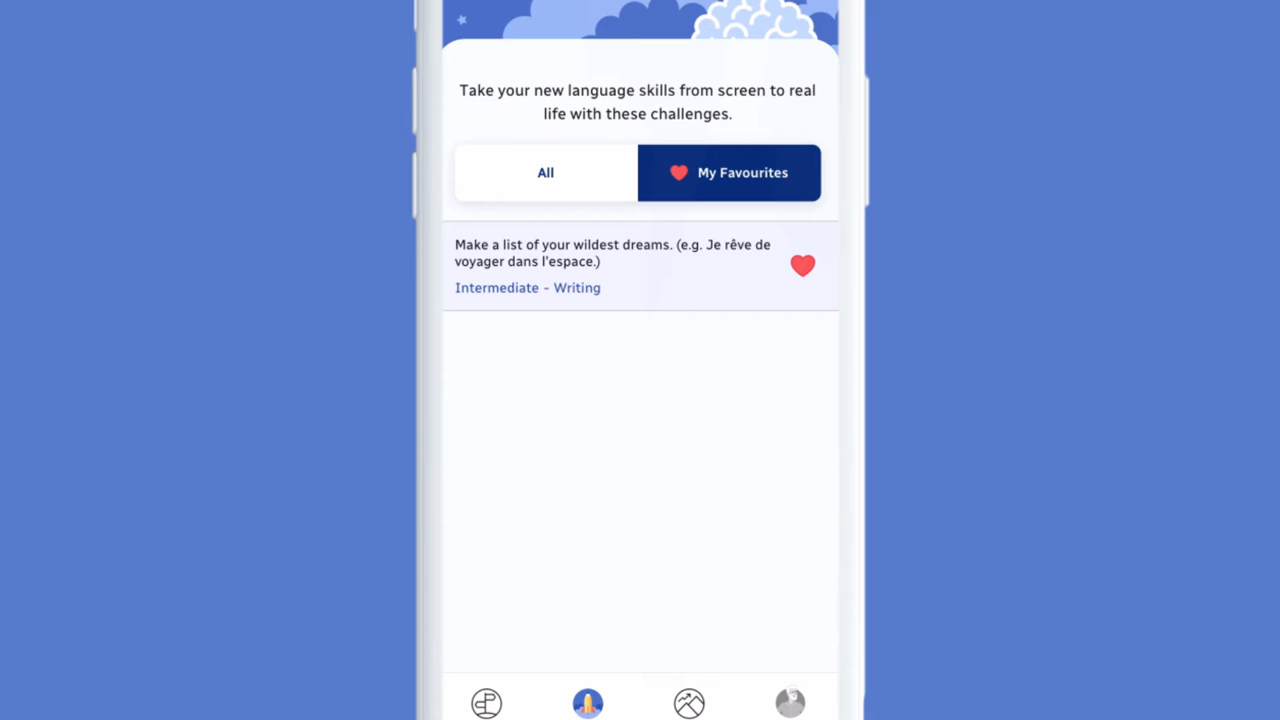 Take your new language skills from screen to real
life with these challenges.
All
My Favourites
Make a list of your wildest dreams. (e.g. Je rêve de
voyager dans l'espace.)
Intermediate - Writing